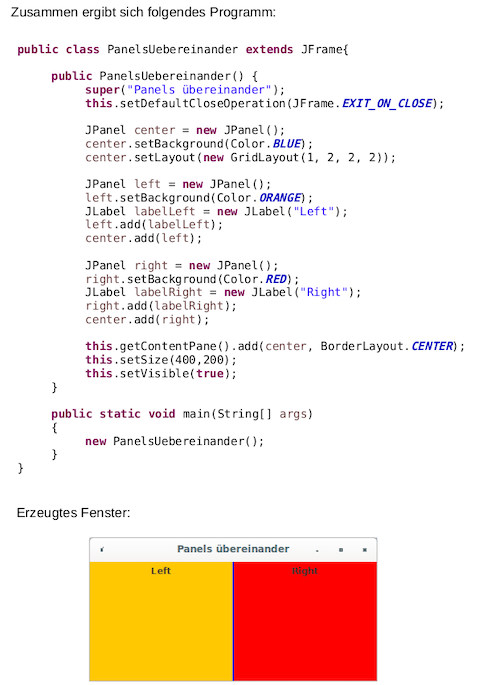 Zusammen ergibt sich folgendes Programm:
public class PanelsUebereinander extends JFrame{
public PanelsUebereinander() {
super("Panels übereinander");
this.setDefaultCloseOperation(JFrame.EXIT_ON_CLOSE);
JPanel center = new JPanel();
center.setBackground(Color.BLUE);
center.setLayout(new GridLayout(1, 2, 2, 2));
JPanel left = new JPanel();
left.setBackground(Color.ORANGE);
JLabel labelLeft = new JLabel("Left");
left.add(labelLeft);
center.add(left);
JPanel right = new JPanel();
right.setBackground(Color.RED);
JLabel labelRight = new JLabel("Right");
right.add(labelRight);
center.add(right);
this.getContentPane().add(center, BorderLayout.CENTER);
this.setSize(400,200);
this.setVisible(true);
}
public static void main(String[] args)
{
new PanelsUebereinander();
}
}
Erzeugtes Fenster:
Panels übereinander
Left Right